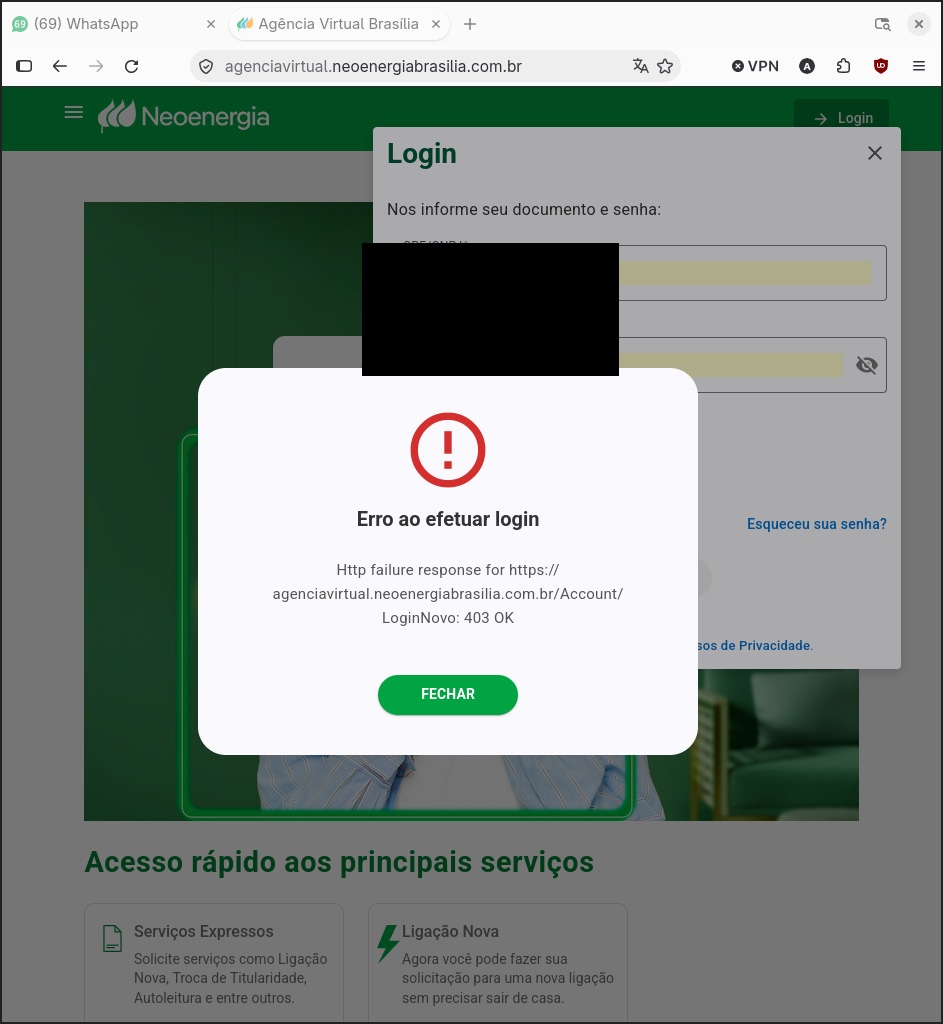 69 (69) WhatsApp
Agência Virtual Brasília
agenciavirtual.neoenergiabrasilia.com.br
VPN
A
UO
Neoenergia
Login
Login
Nos informe seu documento e senha:
Esqueceu sua senha?
sos de Privacidade.
Erro ao efetuar login
Http failure response for https://
agenciavirtual.neoenergiabrasilia.com.br/Account/
LoginNovo: 403 OK
FECHAR
Acesso rápido aos principais serviços
Serviços Expressos
Solicite serviços como Ligação
Nova, Troca de Titularidade,
Autoleitura e entre outros.
Ligação Nova
Agora você pode fazer sua
solicitação para uma nova ligação
sem precisar sair de casa.